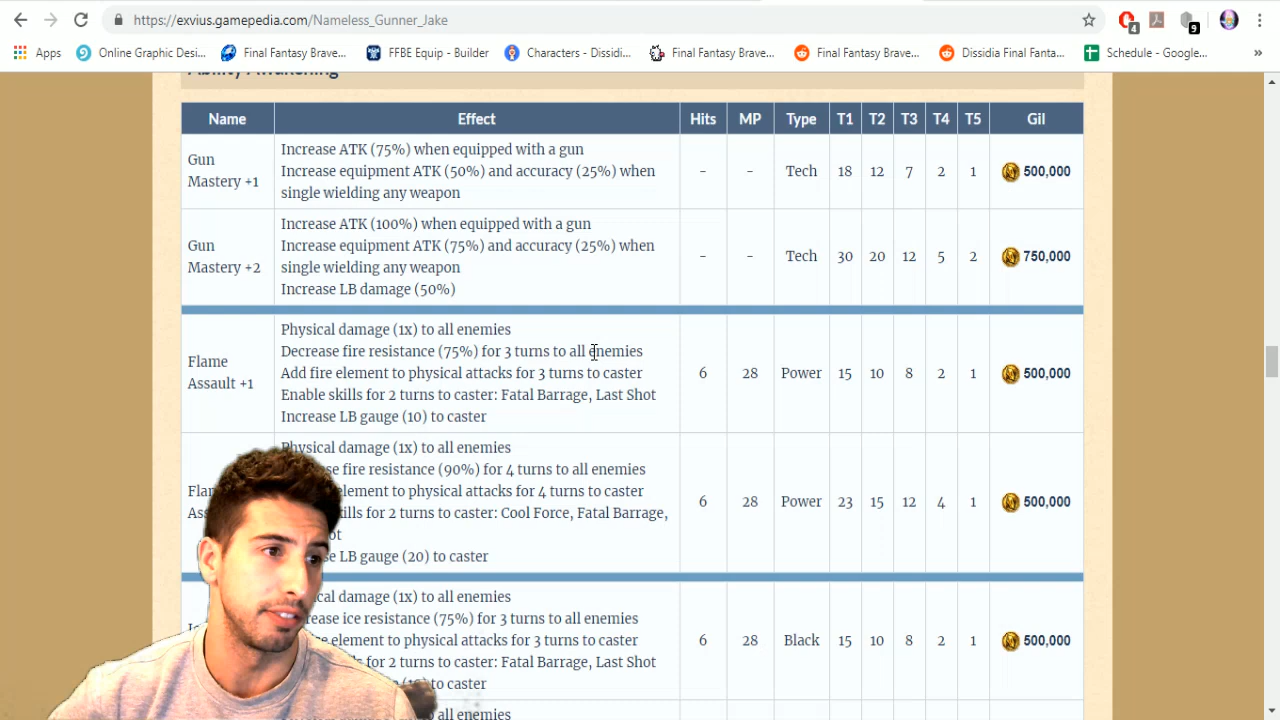 https://exvius.gamepedia.com/Nameless_Gunner_Jake
4
9
Apps
Online Graphic Desi...
Final Fantasy Brave...
FFBE Equip - Builder
Characters - Dissidi...
Final Fantasy Brave...
Final Fantasy Brave...
Dissidia Final Fanta...
Schedule - Google...
»
Ability Awakening
Name Effect Hits MP Type T1 T2 T3 T4 T5 Gil
Gun
Mastery +1
Increase ATK (75%) when equipped with a gun
Increase equipment ATK (50%) and accuracy (25%) when
single wielding any weapon
- - Tech 18 12 7 2 1 500,000
Gun
Mastery +2
Increase ATK (100%) when equipped with a gun
Increase equipment ATK (75%) and accuracy (25%) when
single wielding any weapon
Increase LB damage (50%)
- - Tech 30 20 12 5 2 750,000
Flame
Assault +1
Physical damage (1x) to all enemies
Decrease fire resistance (75%) for 3 turns to all enemies
Add fire element to physical attacks for 3 turns to caster
Enable skills for 2 turns to caster: Fatal Barrage, Last Shot
Increase LB gauge (10) to caster
6 28 Power 15 10 8 2 1 500,000
Physical damage (1x) to all enemies
fire resistance (90%) for 4 turns to all enemies
element to physical attacks for 4 turns to caster
skills for 2 turns to caster: Cool Force, Fatal Barrage,
LB gauge (20) to caster
6 28 Power 23 15 12 4 1 500,000
damage (1x) to all enemies
ice resistance (75%) for 3 turns to all enemies
element to physical attacks for 3 turns to caster
for 2 turns to caster: Fatal Barrage, Last Shot
to caster
6 28 Black 15 10 8 2 1 500,000
to all enemies